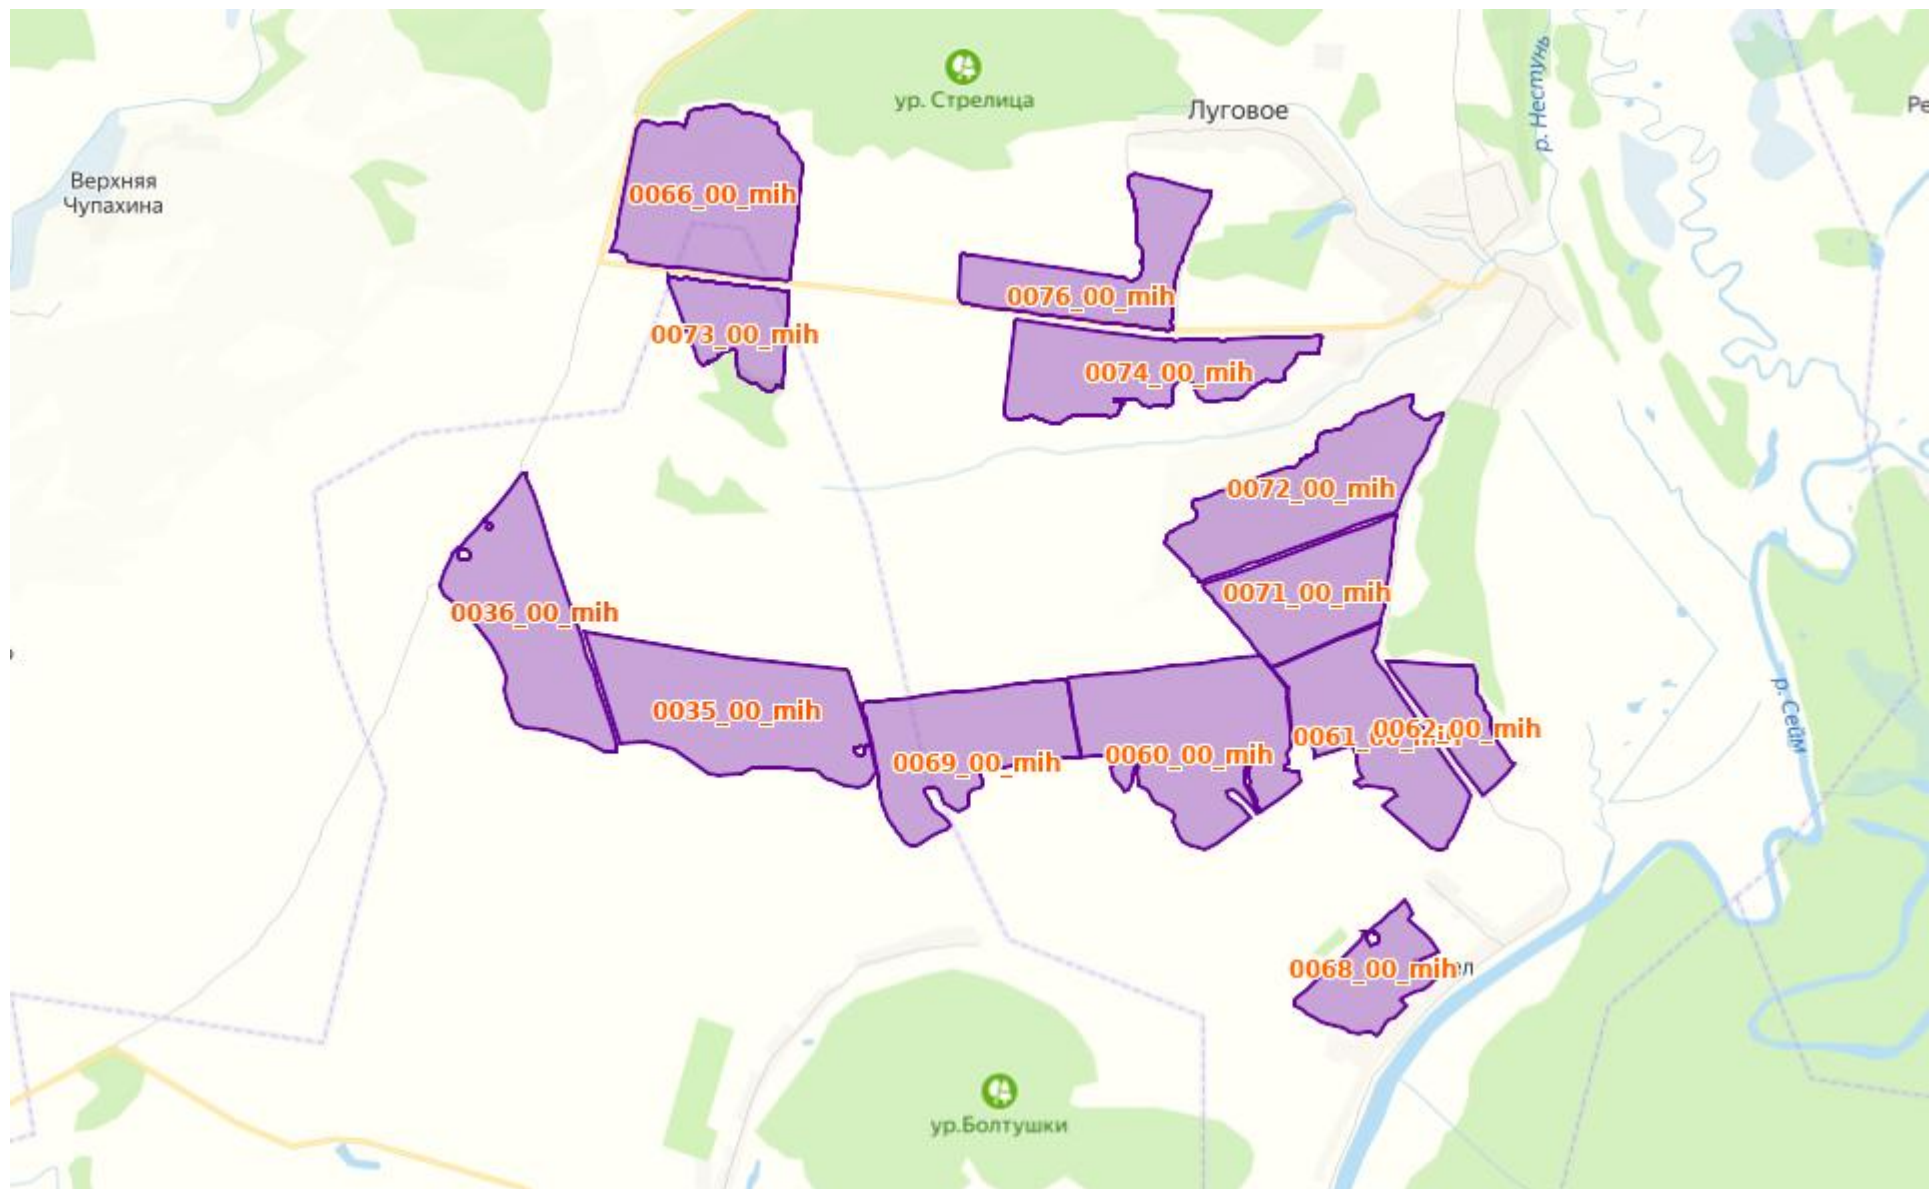 ур. Стрелица
Луговое
р. Нестунь
Верхняя
Чупахина
0066_00_mih
0076_00_mih
0073_00_mih
0074_00_mih
0072_00_mih
0071_00_mih
0036_00_mih
0035_00_mih
0069_00_mih
0060_00_mih
0061_00_mih
0062_00_mih
р. Сейм
0068_00_mih
ур.Болтушки